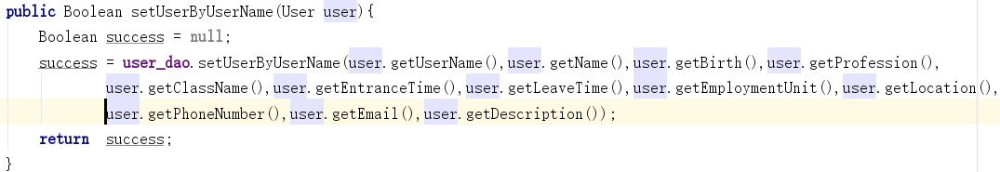 public Boolean setUserByUserName(User user){
    Boolean success = null;
    success = user_dao.setUserByUserName(user.getUserName(),user.getName(),user.getBirth(),user.getProfession(),
            user.getClassName(),user.getEntranceTime(),user.getLeaveTime(),user.getEmploymentUnit(),user.getLocation(),
            user.getPhoneNumber(),user.getEmail(),user.getDescription());
    return  success;
}